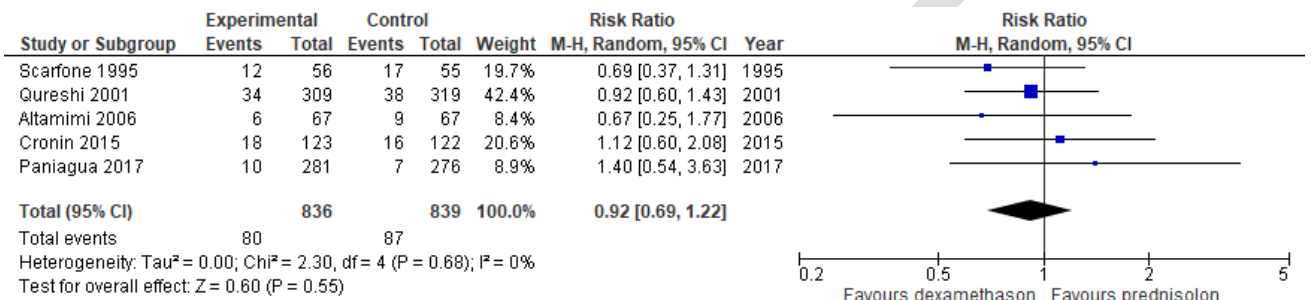 Experimental Control Risk Ratio Risk Ratio
Study or Subgroup Events Total Events Total Weight M-H, Random, 95% CI Year M-H, Random, 95% CI
Scarfone 1995 12 56 17 55 19.7% 0.69 [0.37, 1.31] 1995
Qureshi 2001 34 309 38 319 42.4% 0.92 [0.60, 1.43] 2001
Altamimi 2006 6 67 9 67 8.4% 0.67 [0.25, 1.77] 2006
Cronin 2015 18 123 16 122 20.6% 1.12 [0.60, 2.08] 2015
Paniagua 2017 10 281 7 276 8.9% 1.40 [0.54, 3.63] 2017
Total (95% CI) 836 839 100.0% 0.92 [0.69, 1.22]
Total events 80 87
Heterogeneity: Tau² = 0.00; Chi² = 2.30, df = 4 (P = 0.68); I² = 0%
Test for overall effect: Z = 0.60 (P = 0.55)
0.2 0.5 1 2 5
Favours dexamethason Favours prednisolon